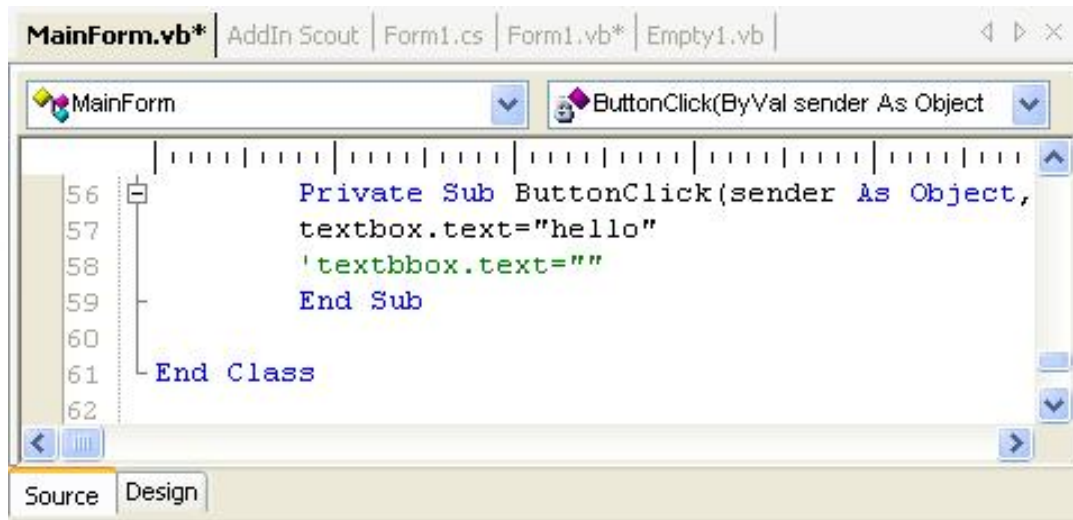 MainForm.vb* AddIn Scout Form1.cs Form1.vb* Empty1.vb
MainForm ButtonClick(ByVal sender As Object
56 Private Sub ButtonClick(sender As Object,
57 textbox.text="hello"
58 'textbbox.text=""
59 End Sub
60
61 End Class
62
Source Design